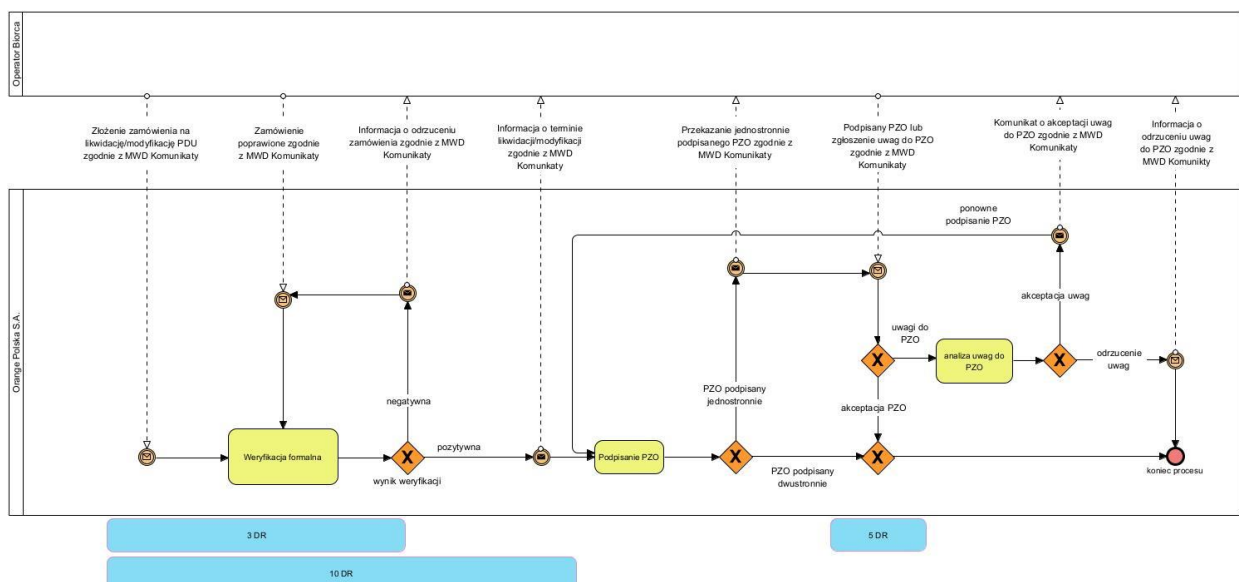 Operator Biorca
Złożenie zamówienia na
likwidację/modyfikację PDU
zgodnie z MWD Komunikaty
Zamówienie
poprawione zgodnie
z MWD Komunikaty
Informacja o odrzuceniu
zamówienia zgodnie z MWD
Komunikaty
Informacja o terminie
likwidacji/modyfikacji
zgodnie z MWD
Komunkaty
Przekazanie jednostronnie
podpisanego PZO zgodnie z
MWD Komunikaty
Podpisany PZO lub
zgłoszenie uwag do PZO
zgodnie z MWD
Komunikaty
Komunikat o akceptacji uwag
do PZO zgodnie z MWD
Komunikaty
Informacja o
odrzuceniu uwag
do PZO zgodnie z
MWD Komunikty
Orange Polska S.A.
ponowne
podpisanie PZO
akceptacja uwag
uwagi do
PZO
analiza uwag do
PZO
odrzucenie
uwag
PZO podpisany
jednostronnie
negatywna
akceptacja PZO
Weryfikacja formalna
pozytywna
wynik weryfikacji
Podpisanie PZO
PZO podpisany
dwustronnie
koniec procesu
3 DR
5 DR
10 DR